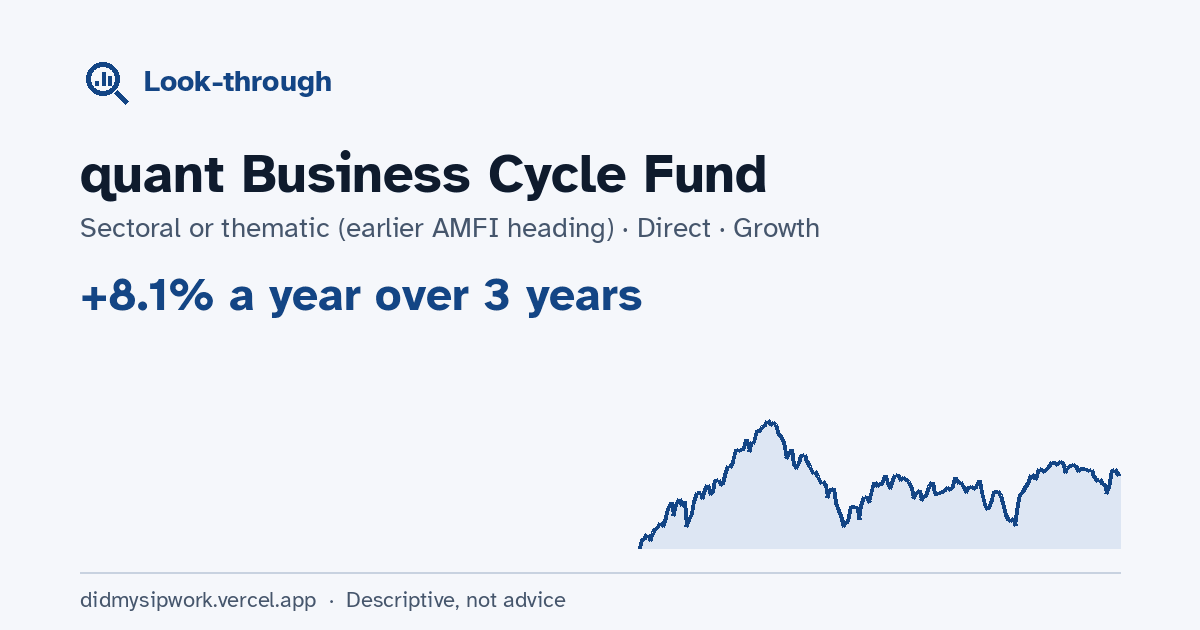 Look-through
quant Business Cycle Fund
Sectoral or thematic (earlier AMFI heading) · Direct · Growth
+8.1% a year over 3 years
didmysipwork.vercel.app · Descriptive, not advice